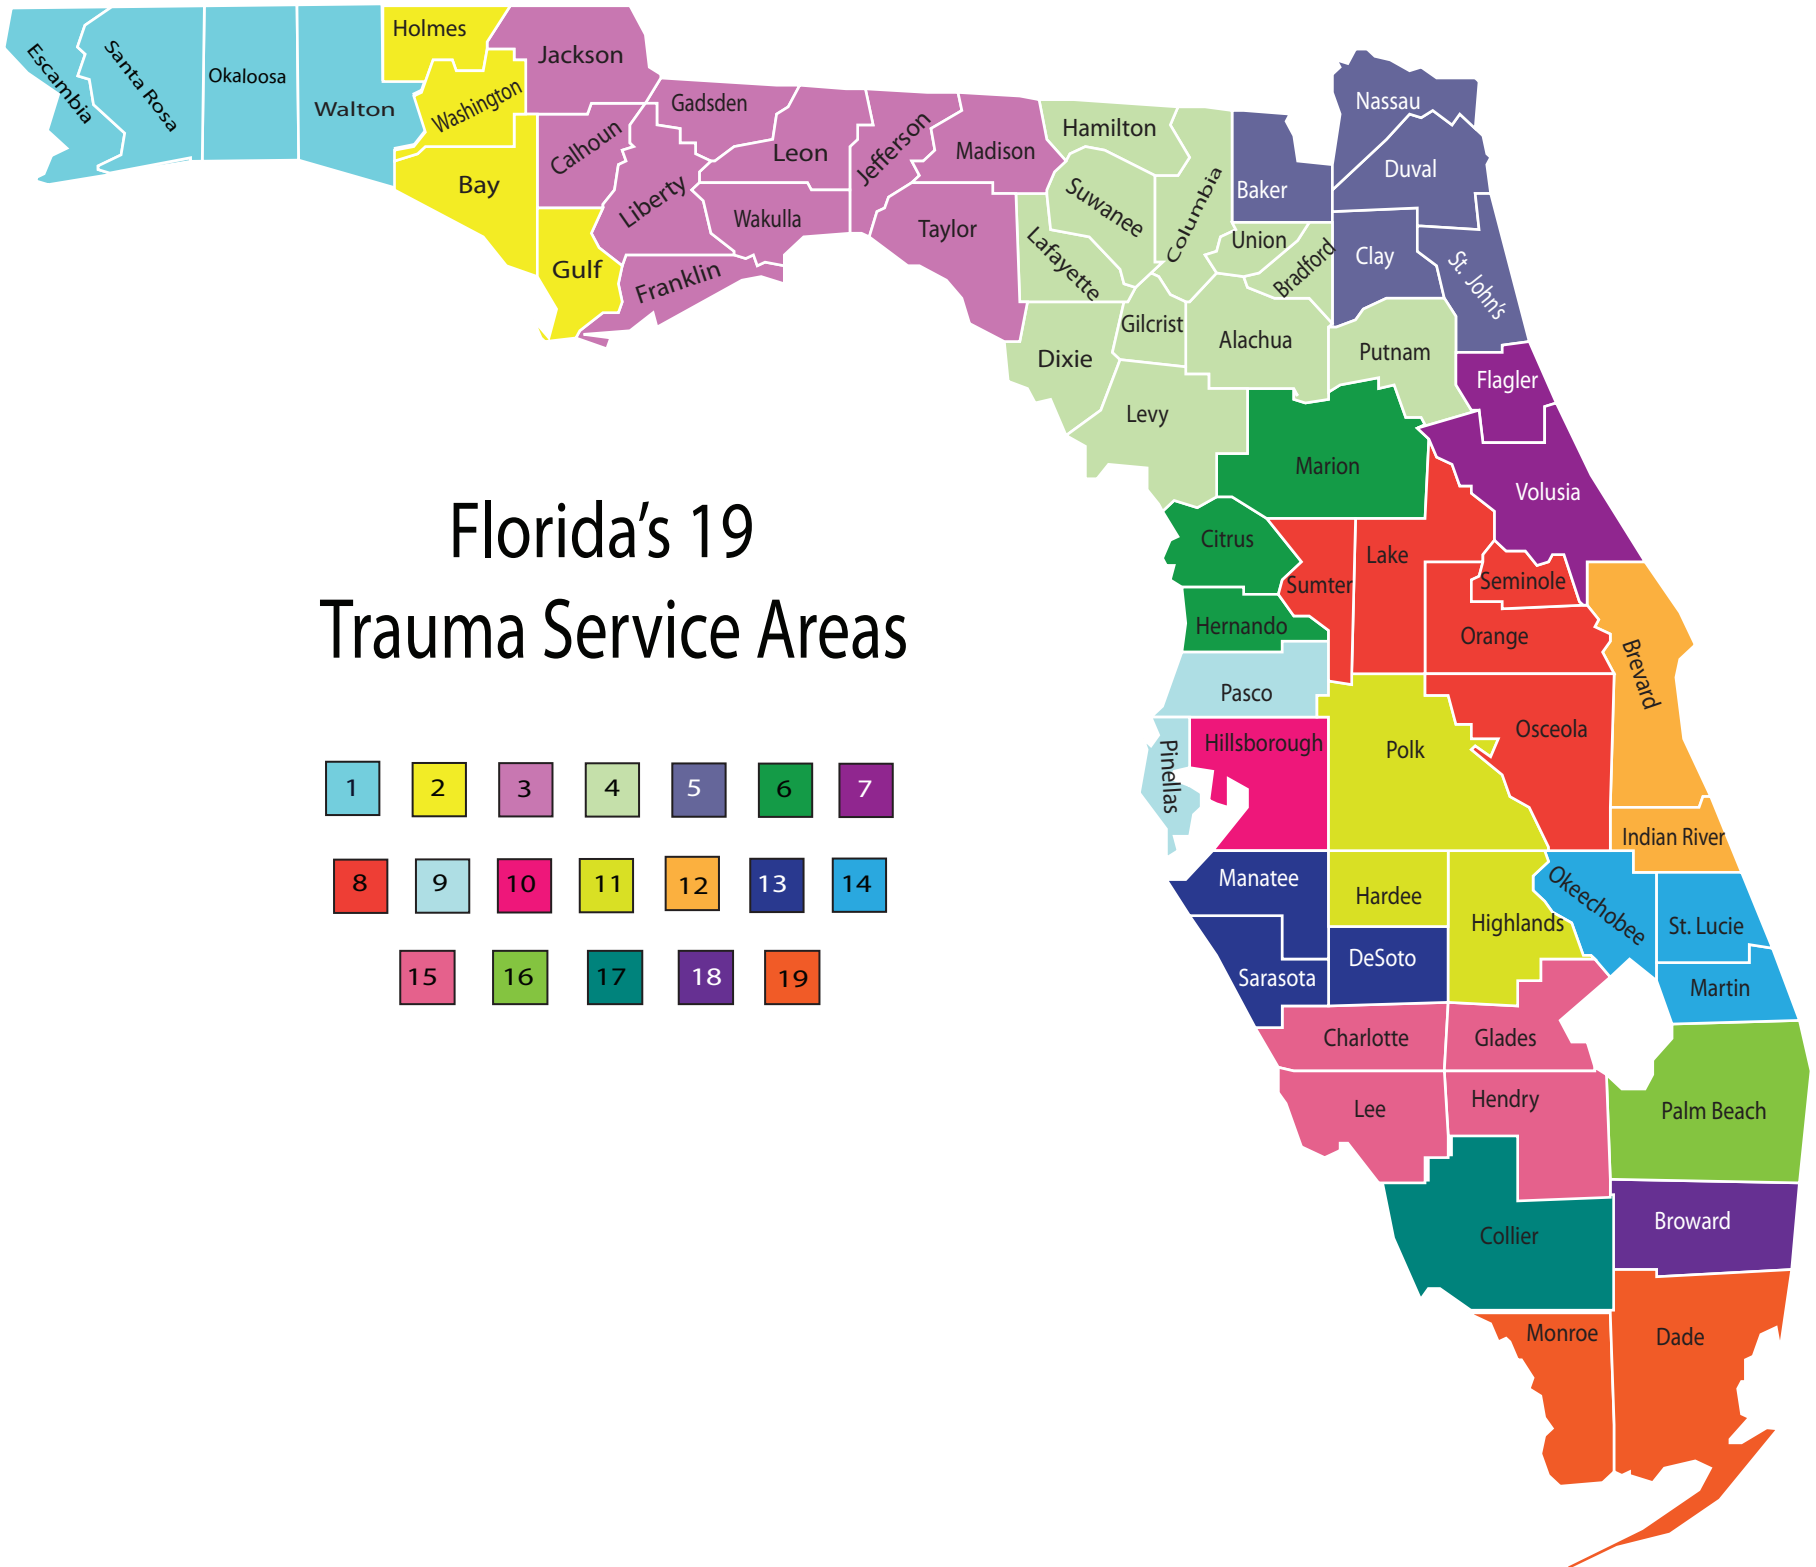 Holmes
Jackson
Escambia
Santa Rosa
Okaloosa
Walton
Washington
Gadsden
Nassau
Calhoun
Leon
Jefferson
Madison
Hamilton
Bay
Liberty
Wakulla
Taylor
Suwanee
Columbia
Baker
Duval
Gulf
Franklin
Lafayette
Union
Bradford
Clay
St. John's
Dixie
Gilcrist
Alachua
Putnam
Flagler
Levy
Marion
Volusia
Florida's 19
Trauma Service Areas
Citrus
Sumter
Lake
Seminole
Hernando
Orange
Brevard
Pasco
Pinellas
Hillsborough
Polk
Osceola
Indian River
1 2 3 4 5 6 7
8 9 10 11 12 13 14
15 16 17 18 19
Manatee
Hardee
Highlands
Okeechobee
St. Lucie
Sarasota
DeSoto
Martin
Charlotte
Glades
Lee
Hendry
Palm Beach
Collier
Broward
Monroe
Dade